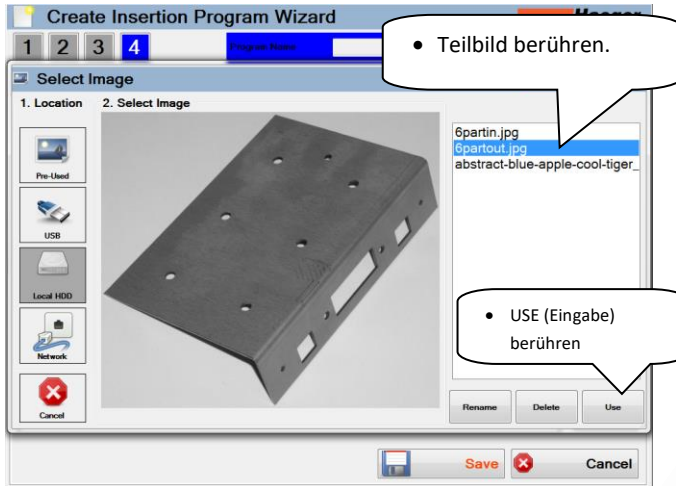 Create Insertion Program Wizard
Haeger
1 2 3 4
Program Name
• Teilbild berühren.
Select Image
1. Location
2. Select Image
Pre-Used
USB
Local HDD
Network
Cancel
6partin.jpg
6partout.jpg
abstract-blue-apple-cool-tiger_
• USE (Eingabe)
berühren
Rename
Delete
Use
Save
Cancel